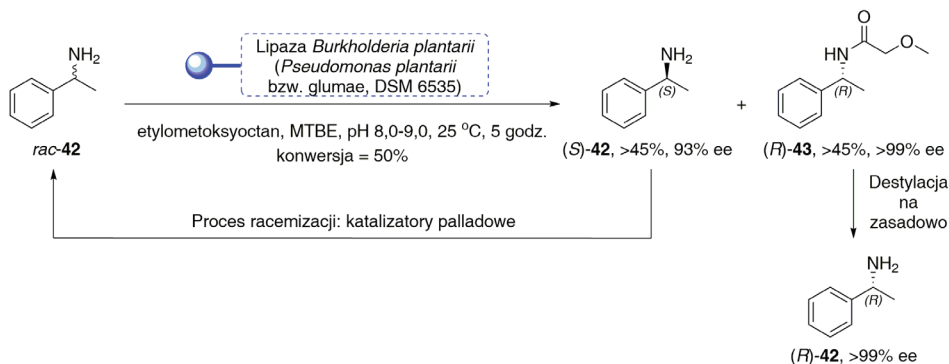 NH2
rac-42
Lipaza Burkholderia plantarii
(Pseudomonas plantarii
bzw. glumae, DSM 6535)
etylometoksyoctan, MTBE, pH 8,0-9,0, 25 °C, 5 godz.
konwersja = 50%
NH2
(S)
(S)-42, >45%, 93% ee
+
O
HN
O
(R)
(R)-43, >45%, >99% ee
Proces racemizacji: katalizatory palladowe
Destylacja
na
zasadowo
NH2
(R)
(R)-42, >99% ee